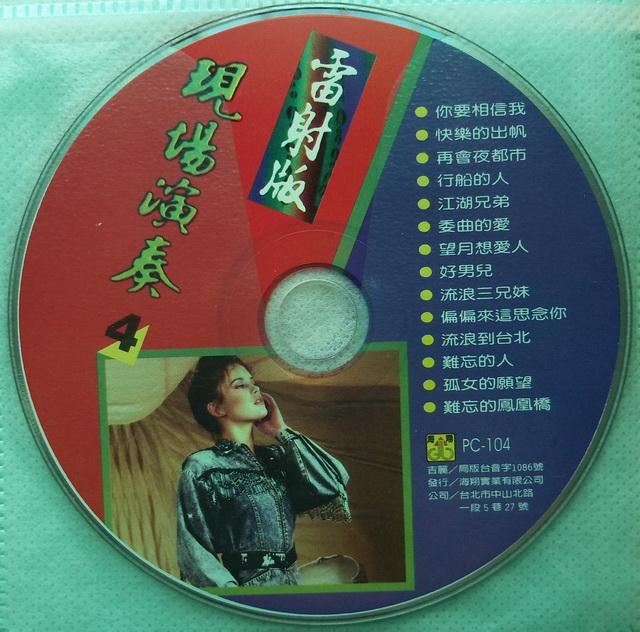 現場演奏
4
雷射版
你要相信我
快樂的出帆
再會夜都市
行船的人
江湖兄弟
委曲的愛
望月想愛人
好男兒
流浪三兄妹
偏偏來這思念你
流浪到台北
難忘的人
孤女的願望
難忘的鳳凰橋
PC-104
吉麗／局版台音字1086號
發行／海翔實業有限公司
公司／台北市中山北路
一段5巷27號